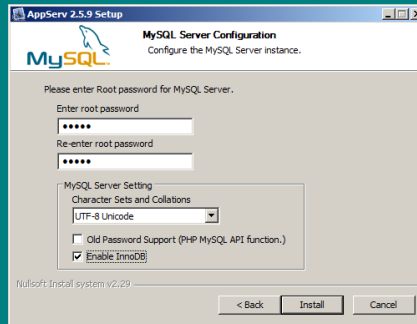 AppServ 2.5.9 Setup
MySQL Server Configuration
Configure the MySQL Server instance.
MySQL
Please enter Root password for MySQL Server.
Enter root password
•••••
Re-enter root password
•••••
MySQL Server Setting
Character Sets and Collations
UTF-8 Unicode
Old Password Support (PHP MySQL API function.)
Enable InnoDB
Nullsoft Install system v2.29
< Back Install Cancel